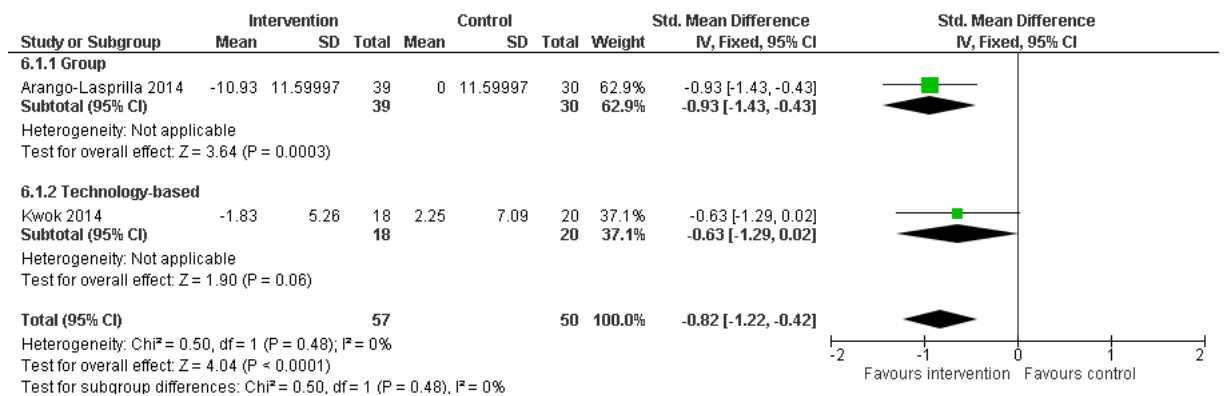 Intervention Control Std. Mean Difference Std. Mean Difference
Study or Subgroup Mean SD Total Mean SD Total Weight IV, Fixed, 95% CI IV, Fixed, 95% CI
6.1.1 Group
Arango-Lasprilla 2014 -10.93 11.59997 39 0 11.59997 30 62.9% -0.93 [-1.43, -0.43]
Subtotal (95% CI) 39 30 62.9% -0.93 [-1.43, -0.43]
Heterogeneity: Not applicable
Test for overall effect: Z = 3.64 (P = 0.0003)
6.1.2 Technology-based
Kwok 2014 -1.83 5.26 18 2.25 7.09 20 37.1% -0.63 [-1.29, 0.02]
Subtotal (95% CI) 18 20 37.1% -0.63 [-1.29, 0.02]
Heterogeneity: Not applicable
Test for overall effect: Z = 1.90 (P = 0.06)
Total (95% CI) 57 50 100.0% -0.82 [-1.22, -0.42]
Heterogeneity: Chi² = 0.50, df = 1 (P = 0.48); I² = 0%
Test for overall effect: Z = 4.04 (P < 0.0001)
Test for subgroup differences: Chi² = 0.50, df = 1 (P = 0.48), I² = 0%
-2 -1 0 1 2
Favours intervention Favours control